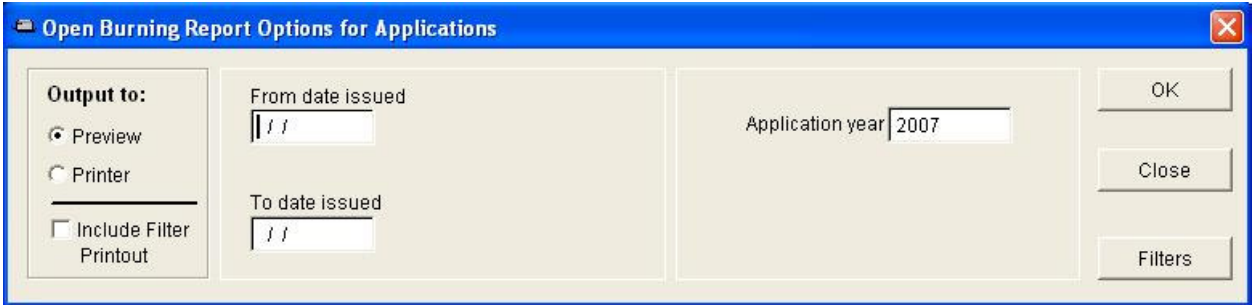 Open Burning Report Options for Applications
Output to:
Preview
Printer
Include Filter
Printout
From date issued
/ /
To date issued
/ /
Application year 2007
OK
Close
Filters